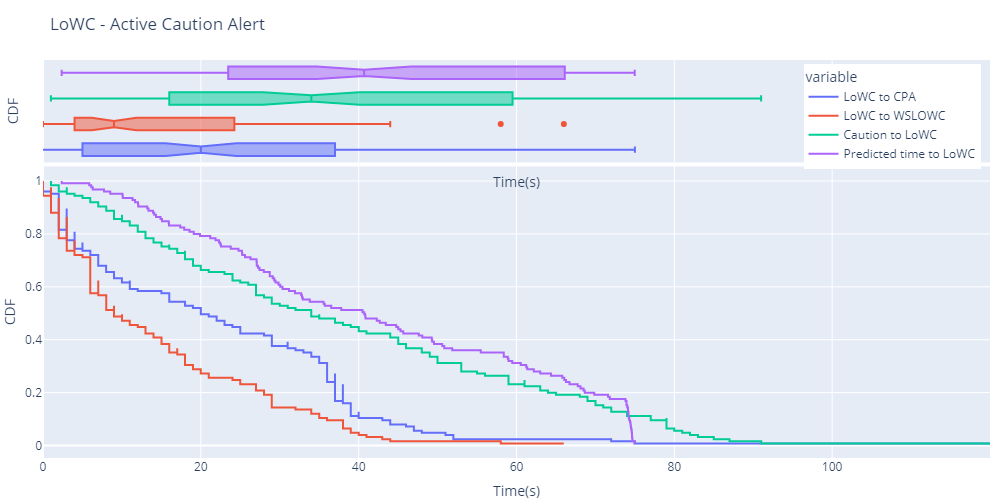 LoWC - Active Caution Alert
CDF
variable
LoWC to CPA
LoWC to WSLOWC
Caution to LoWC
Predicted time to LoWC
Time(s)
CDF
1
0.8
0.6
0.4
0.2
0
0 20 40 60 80 100
Time(s)